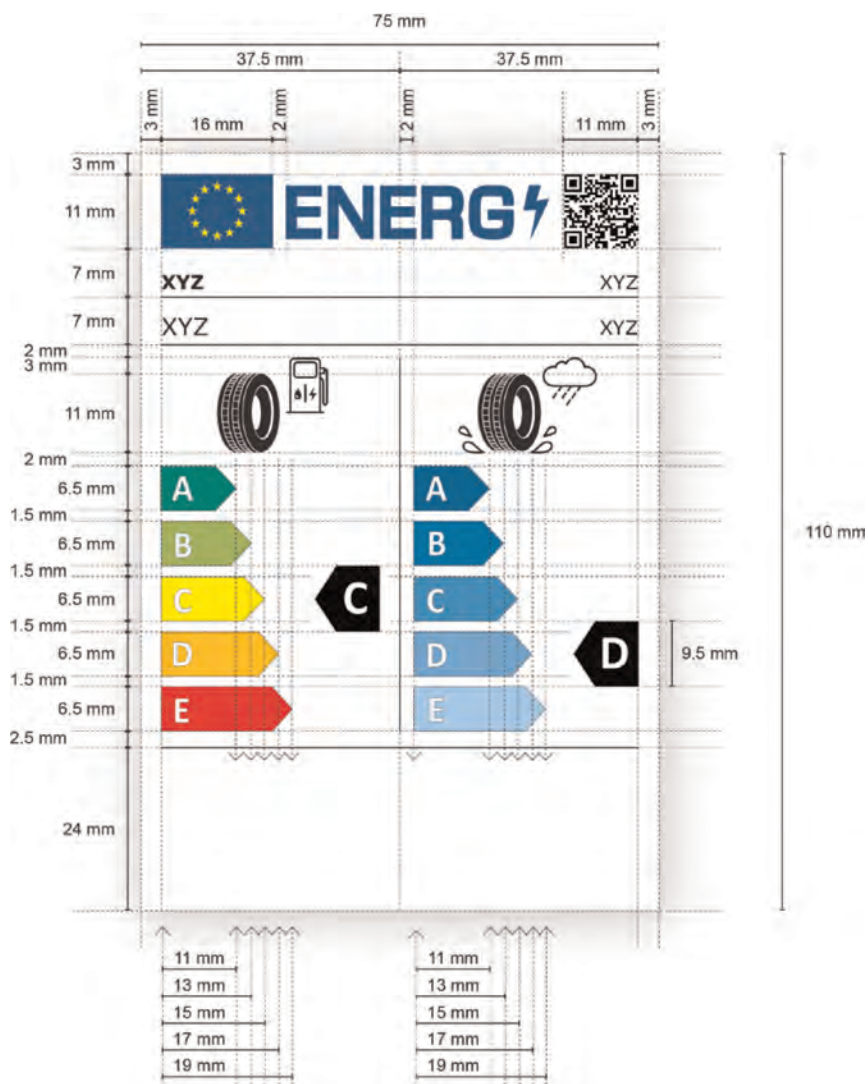 75 mm
37.5 mm 37.5 mm
3 mm 16 mm 2 mm 2 mm 11 mm 3 mm
3 mm
11 mm ENERG
7 mm XYZ XYZ
7 mm XYZ XYZ
2 mm
3 mm
11 mm
2 mm
6.5 mm A A
1.5 mm
6.5 mm B B 110 mm
1.5 mm
6.5 mm C C C
1.5 mm
6.5 mm D D D 9.5 mm
1.5 mm
6.5 mm E E
2.5 mm
24 mm
11 mm 11 mm
13 mm 13 mm
15 mm 15 mm
17 mm 17 mm
19 mm 19 mm